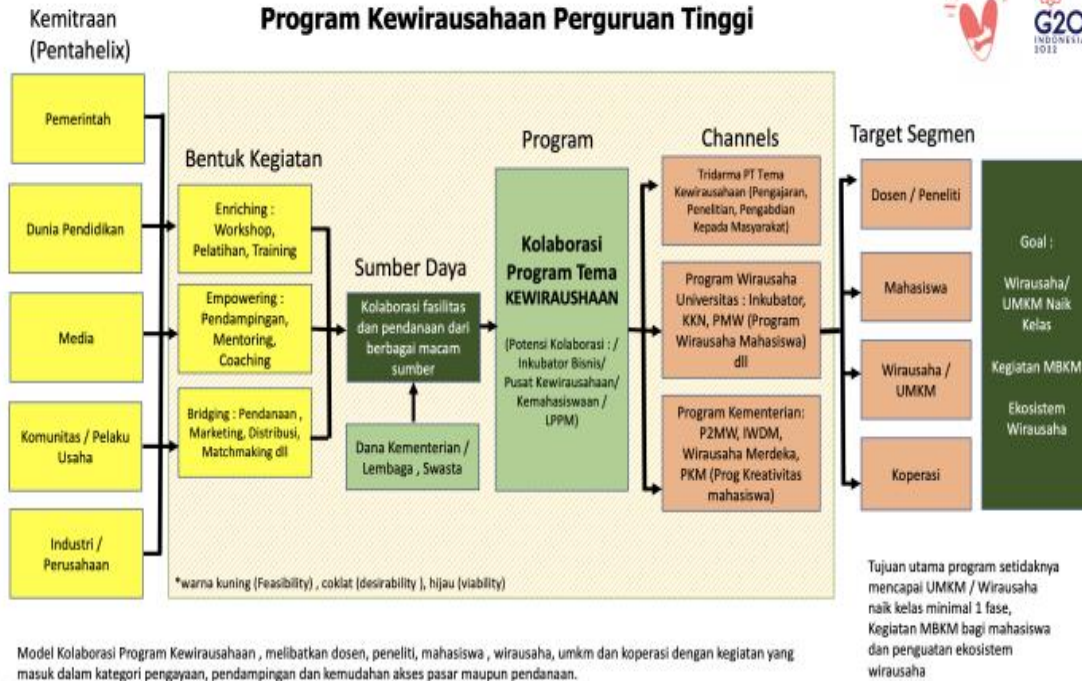 Program Kewirausahaan Perguruan Tinggi
Kemitraan
(Pentahelix)
G20
INDONESIA
2022
Pemerintah
Dunia Pendidikan
Media
Komunitas / Pelaku
Usaha
Industri /
Perusahaan
Bentuk Kegiatan
Enriching :
Workshop,
Pelatihan, Training
Empowering :
Pendampingan,
Mentoring,
Coaching
Bridging : Pendanaan ,
Marketing, Distribusi,
Matchmaking dll
Sumber Daya
Kolaborasi fasilitas
dan pendanaan dari
berbagai macam
sumber
Dana Kementerian /
Lembaga , Swasta
Program
Kolaborasi
Program Tema
KEWIRAUSHAAN
(Potensi Kolaborasi : /
Inkubator Bisnis/
Pusat Kewirausahaan/
Kemahasiswaan /
LPPM)
Channels
Tridarma PT Tema
Kewirausahaan (Pengajaran,
Penelitian, Pengabdian
Kepada Masyarakat)
Program Wirausaha
Universitas : Inkubator,
KKN, PMW (Program
Wirausaha Mahasiswa)
dll
Program Kementerian:
P2MW, IWDM,
Wirausaha Merdeka,
PKM (Prog Kreativitas
mahasiswa)
Target Segmen
Dosen / Peneliti
Mahasiswa
Wirausaha /
UMKM
Koperasi
Goal :
Wirausaha/
UMKM Naik
Kelas
Kegiatan MBKM
Ekosistem
Wirausaha
*warna kuning (Feasibility) , coklat (desirability ), hijau (viability)
Tujuan utama program setidaknya
mencapai UMKM / Wirausaha
naik kelas minimal 1 fase,
Kegiatan MBKM bagi mahasiswa
dan penguatan ekosistem
wirausaha
Model Kolaborasi Program Kewirausahaan , melibatkan dosen, peneliti, mahasiswa , wirausaha, umkm dan koperasi dengan kegiatan yang
masuk dalam kategori pengayaan, pendampingan dan kemudahan akses pasar maupun pendanaan.